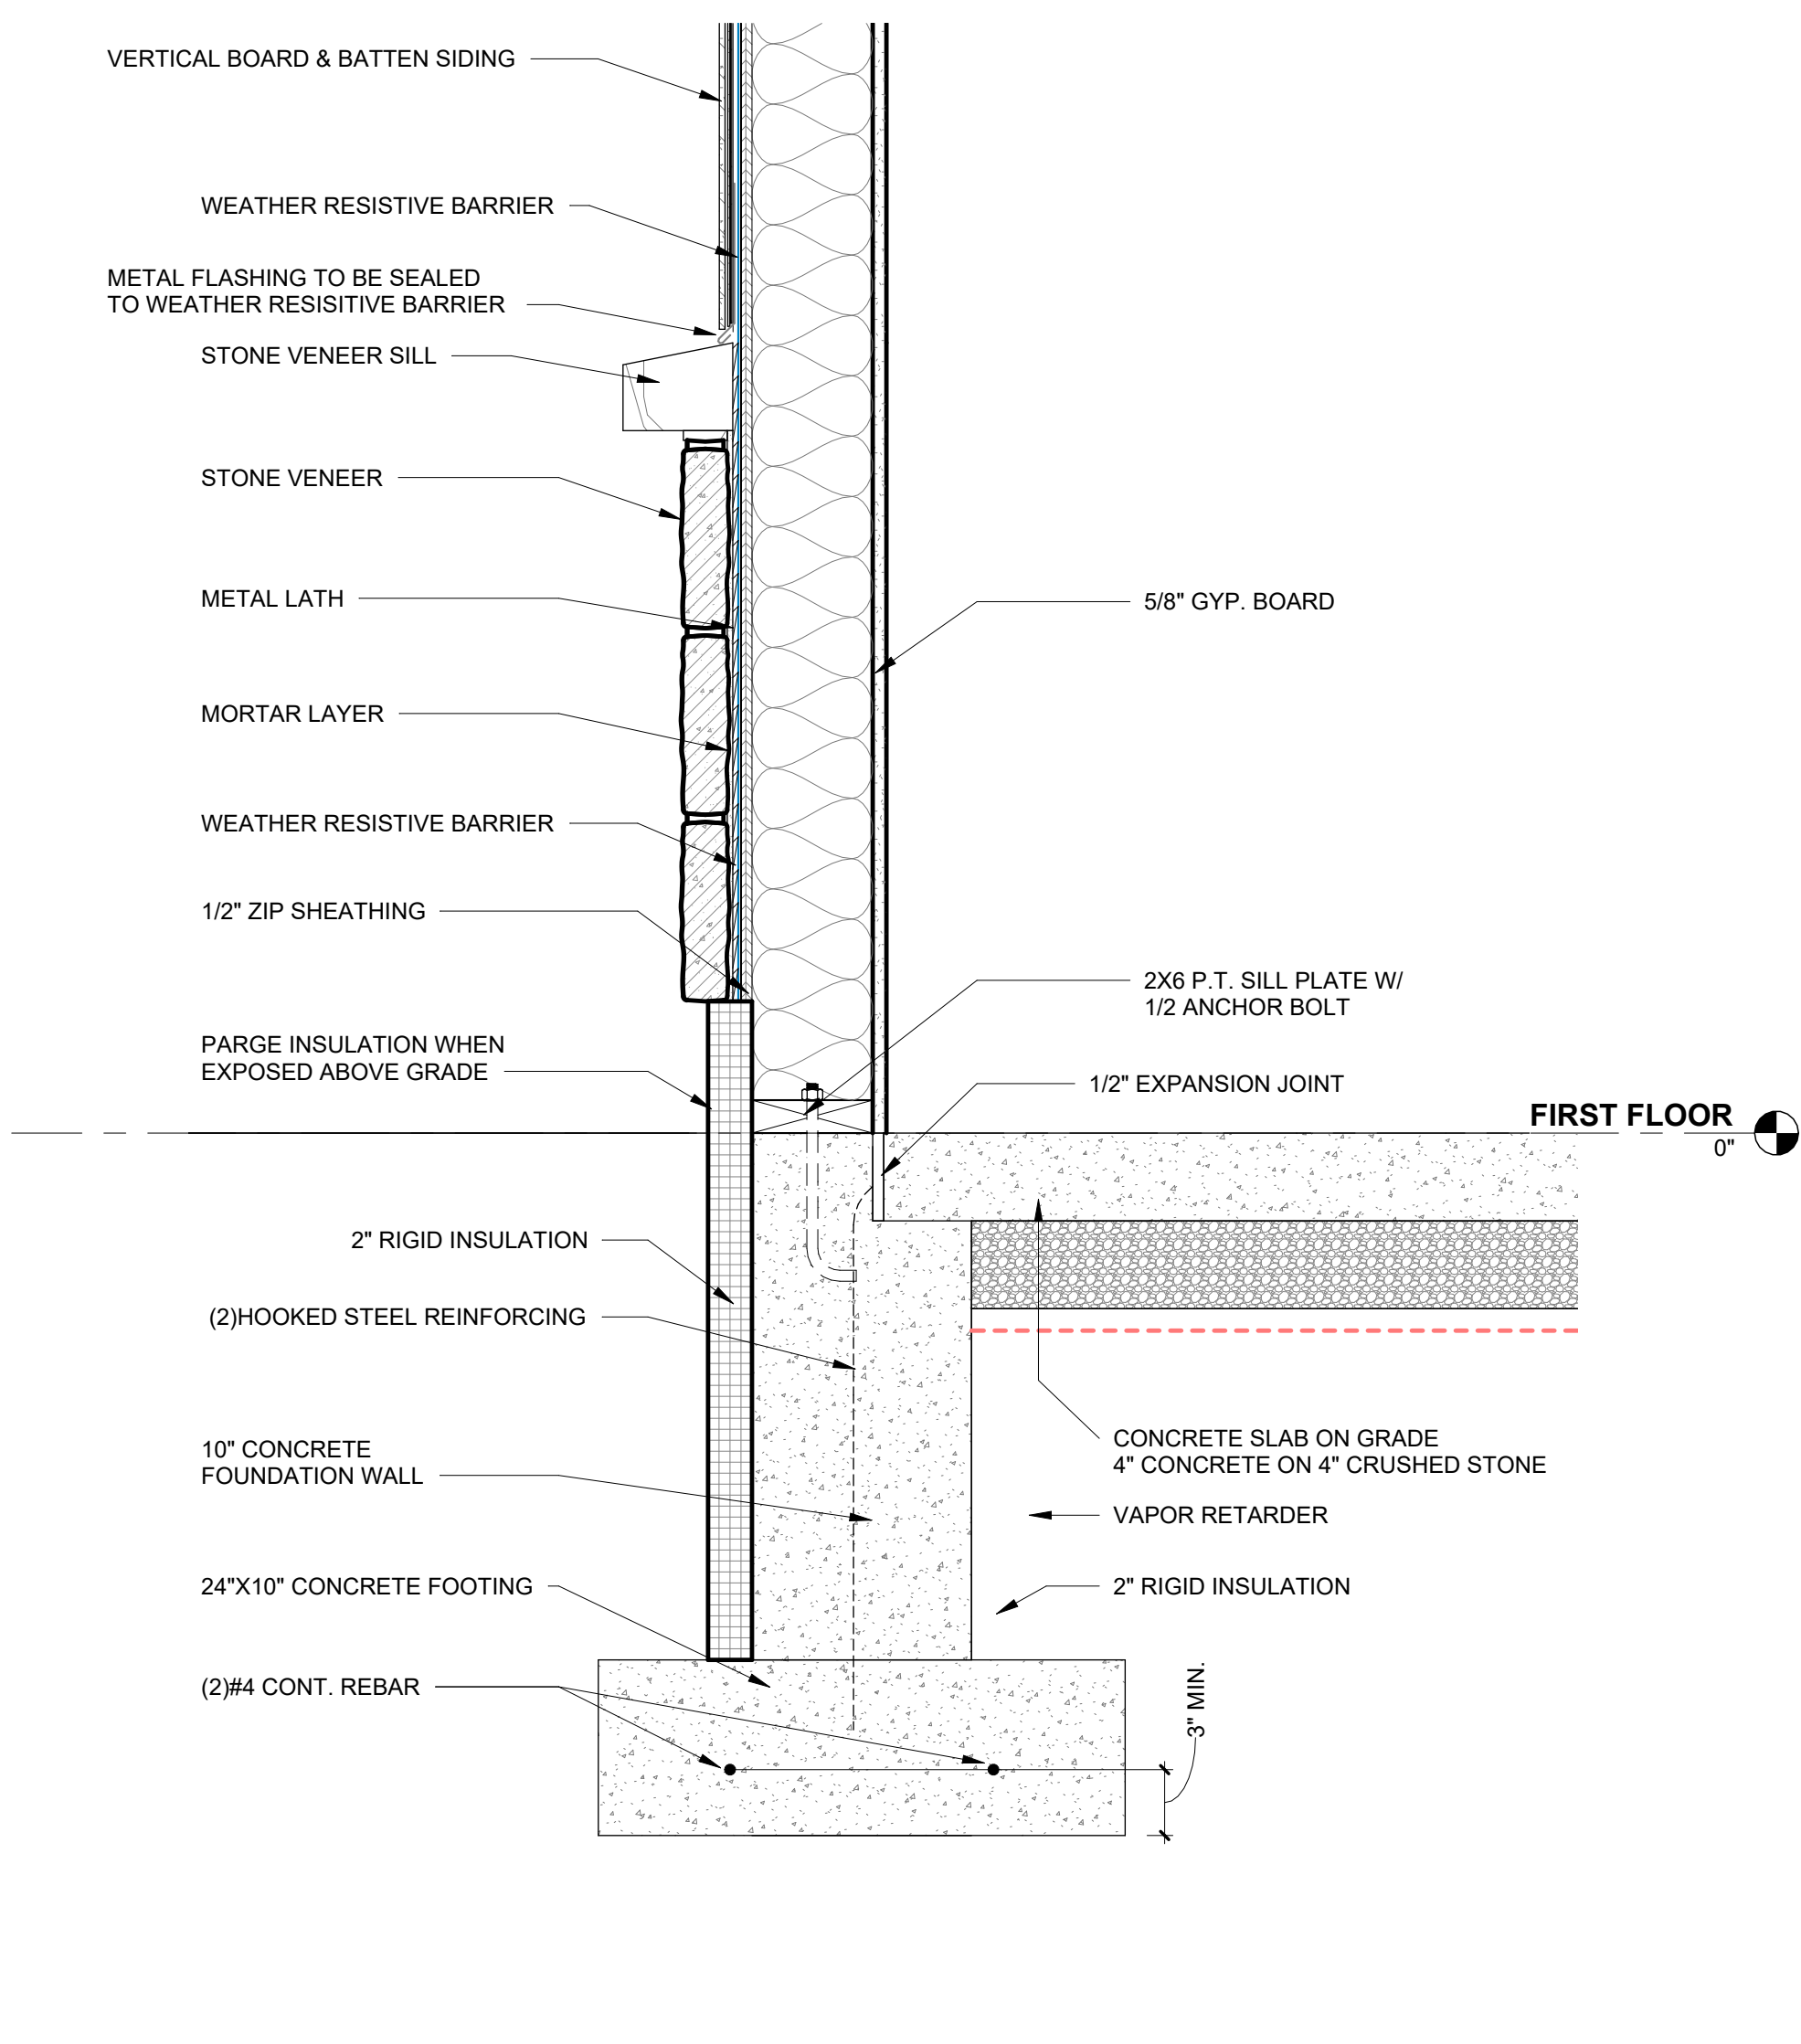 VERTICAL BOARD & BATTEN SIDING
WEATHER RESISTIVE BARRIER
METAL FLASHING TO BE SEALED
TO WEATHER RESISITIVE BARRIER
STONE VENEER SILL
STONE VENEER
METAL LATH
5/8" GYP. BOARD
MORTAR LAYER
WEATHER RESISTIVE BARRIER
1/2" ZIP SHEATHING
2X6 P.T. SILL PLATE W/
1/2 ANCHOR BOLT
PARGE INSULATION WHEN
EXPOSED ABOVE GRADE
1/2" EXPANSION JOINT
FIRST FLOOR
0"
2" RIGID INSULATION
(2)HOOKED STEEL REINFORCING
10" CONCRETE
FOUNDATION WALL
CONCRETE SLAB ON GRADE
4" CONCRETE ON 4" CRUSHED STONE
VAPOR RETARDER
24"X10" CONCRETE FOOTING
2" RIGID INSULATION
(2)#4 CONT. REBAR
3" MIN.